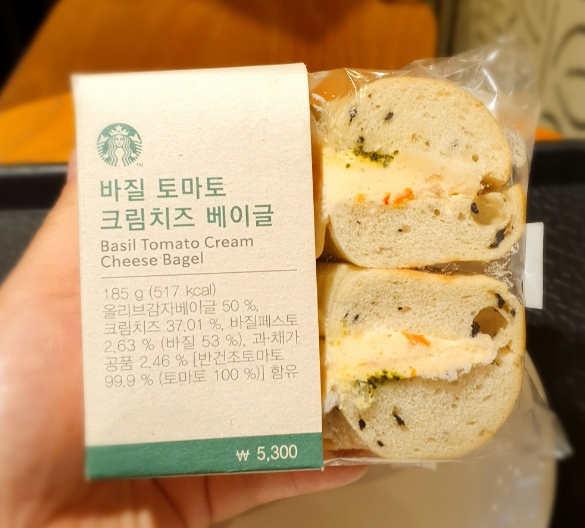 바질 토마토
크림치즈 베이글
Basil Tomato Cream
Cheese Bagel
185 g (517 kcal)
올리브감자베이글 50 %,
크림치즈 37.01 %, 바질페스토
2.63 % (바질 53 %), 과·채가
공품 2.46 % [반건조토마토
99.9 % (토마토 100 %)] 함유
₩ 5,300